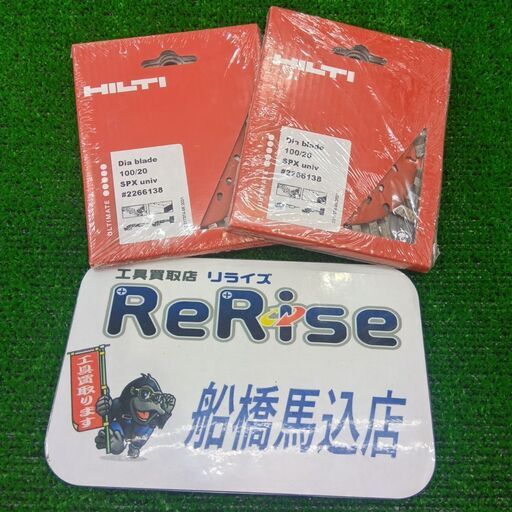 HILTI
Dia blade
100/20
SPX univ
#2266138
ULTIMATE
HILTI
Dia blade
100/20
SPX univ
#2266138
ULTIMATE
工具買取店 リライズ
ReRise
工具買取ります
船橋馬込店